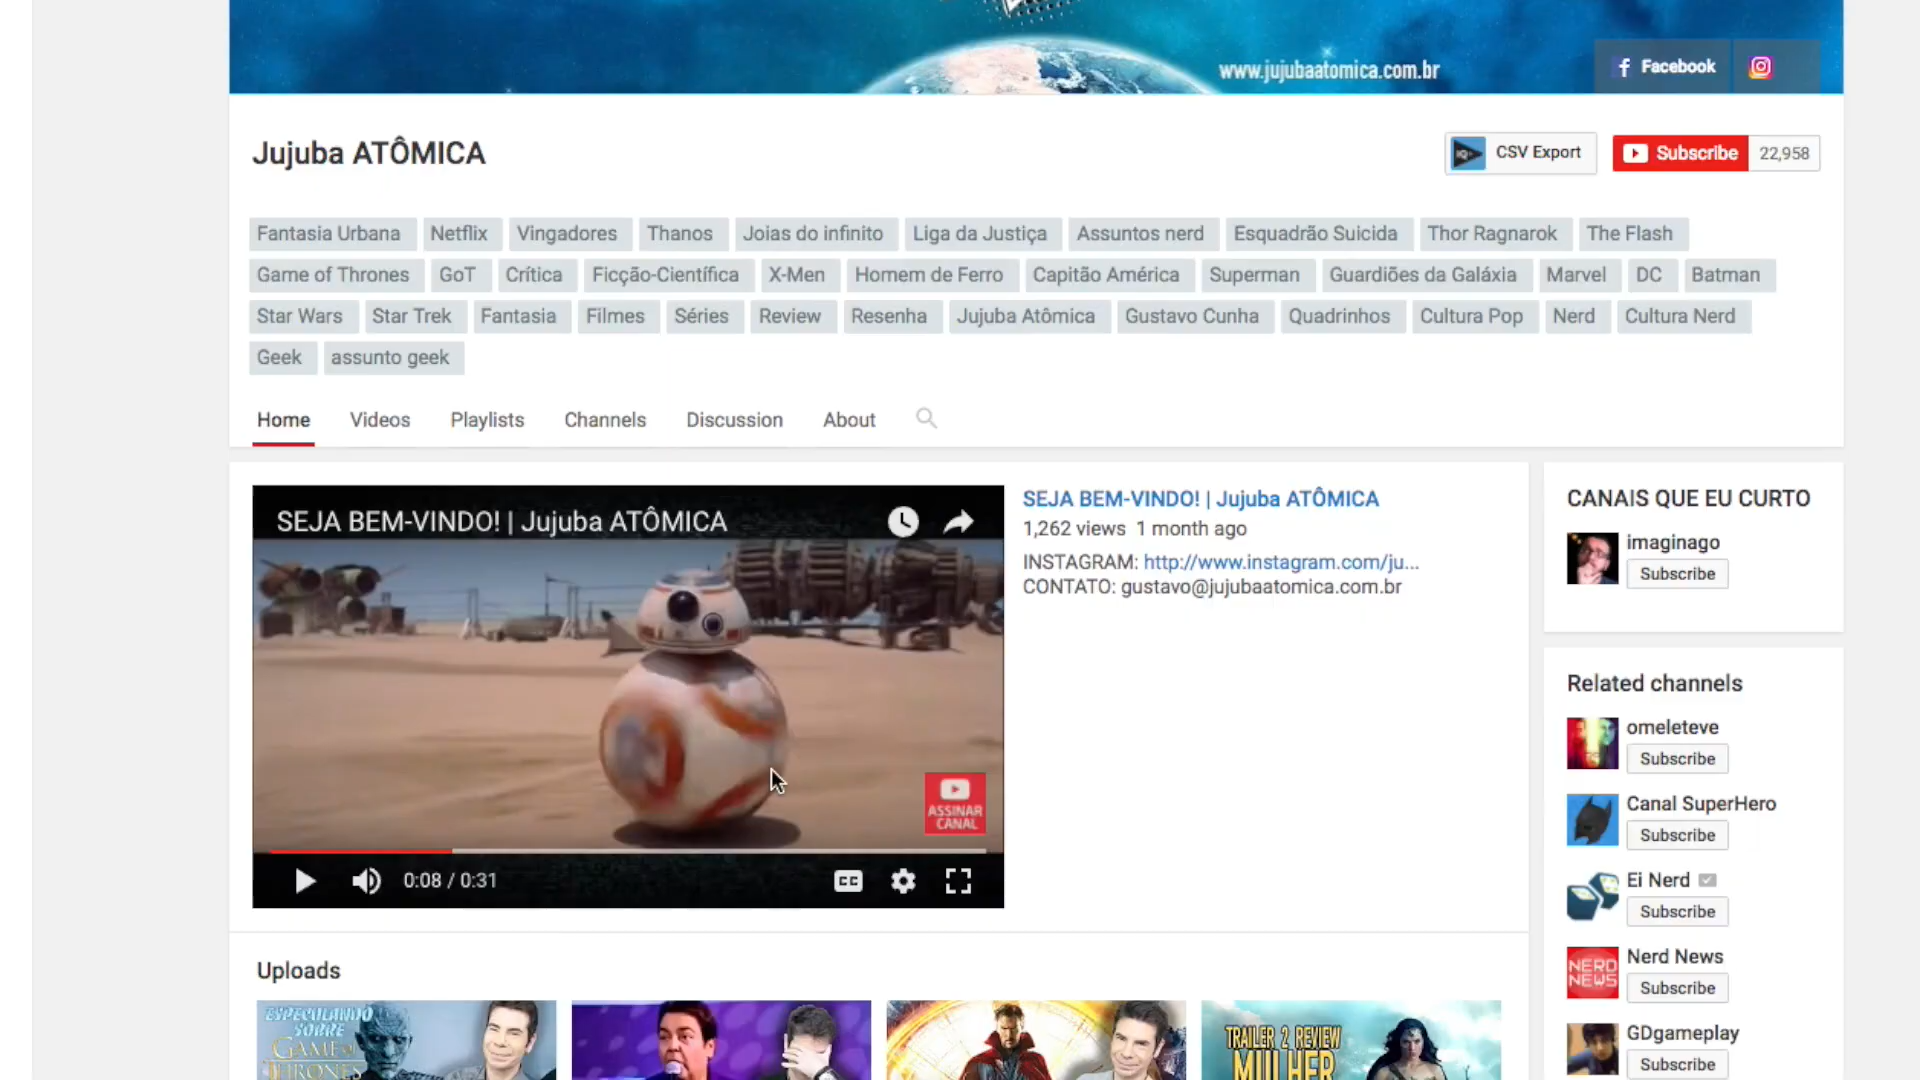 www.jujubaatomica.com.br
Facebook
Jujuba ATÔMICA
CSV Export
Subscribe 22,958
Fantasia Urbana Netflix Vingadores Thanos Joias do infinito Liga da Justiça Assuntos nerd Esquadrão Suicida Thor Ragnarok The Flash
Game of Thrones GoT Crítica Ficção-Científica X-Men Homem de Ferro Capitão América Superman Guardiões da Galáxia Marvel DC Batman
Star Wars Star Trek Fantasia Filmes Séries Review Resenha Jujuba Atômica Gustavo Cunha Quadrinhos Cultura Pop Nerd Cultura Nerd
Geek assunto geek
Home Videos Playlists Channels Discussion About
SEJA BEM-VINDO! | Jujuba ATÔMICA
ASSINAR
CANAL
0:08 / 0:31
CC
SEJA BEM-VINDO! | Jujuba ATÔMICA
1,262 views 1 month ago
INSTAGRAM: http://www.instagram.com/ju...
CONTATO: gustavo@jujubaatomica.com.br
CANAIS QUE EU CURTO
imaginago
Subscribe
Related channels
omeleteve
Subscribe
Canal SuperHero
Subscribe
Ei Nerd
Subscribe
NERD
NEWS
Nerd News
Subscribe
GDgameplay
Subscribe
Uploads
ESPECULANDO
SOBRE
GAME OF
THRONES
TRAILER 2 REVIEW
MULHER